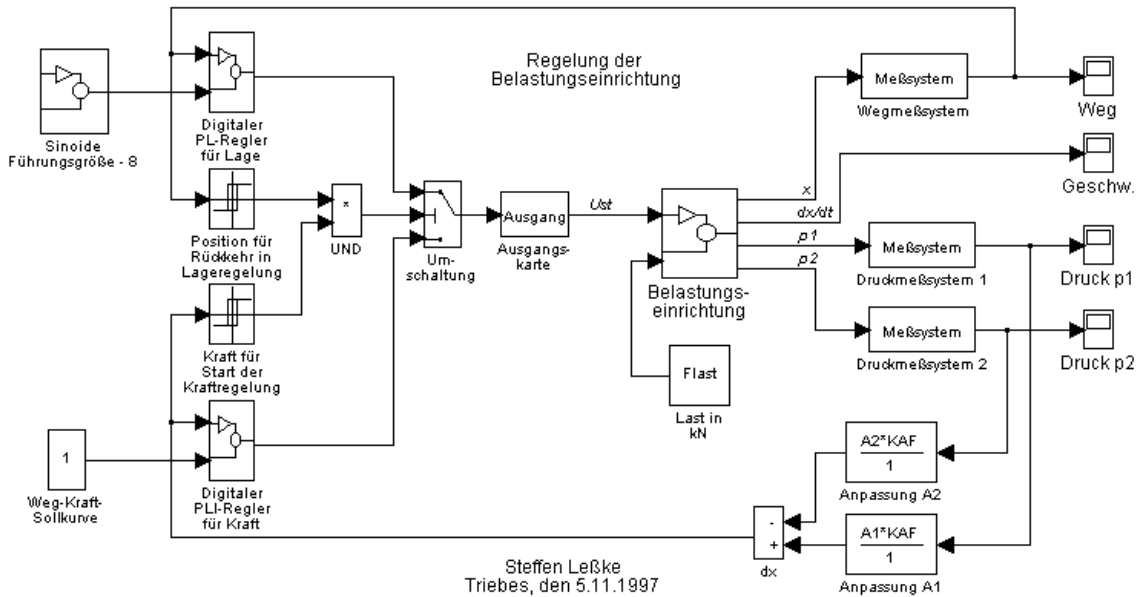 Regelung der
Belastungseinrichtung
Sinoide
Führungsgröße - 8
Digitaler
PL-Regler
für Lage
Meßsystem
Wegmeßsystem
Weg
Geschw.
Position für
Rückkehr in
Lageregelung
*
UND
Um-
schaltung
Ausgang
Ausgangs-
karte
Ust
x
dx/dt
p1
p2
Belastungs-
einrichtung
Meßsystem
Druckmeßsystem 1
Druck p1
Meßsystem
Druckmeßsystem 2
Druck p2
Kraft für
Start der
Kraftregelung
Flast
Last in
kN
1
Weg-Kraft-
Sollkurve
Digitaler
PLI-Regler
für Kraft
A2*KAF
1
Anpassung A2
-
+
dx
A1*KAF
1
Anpassung A1
Steffen Leßke
Triebes, den 5.11.1997